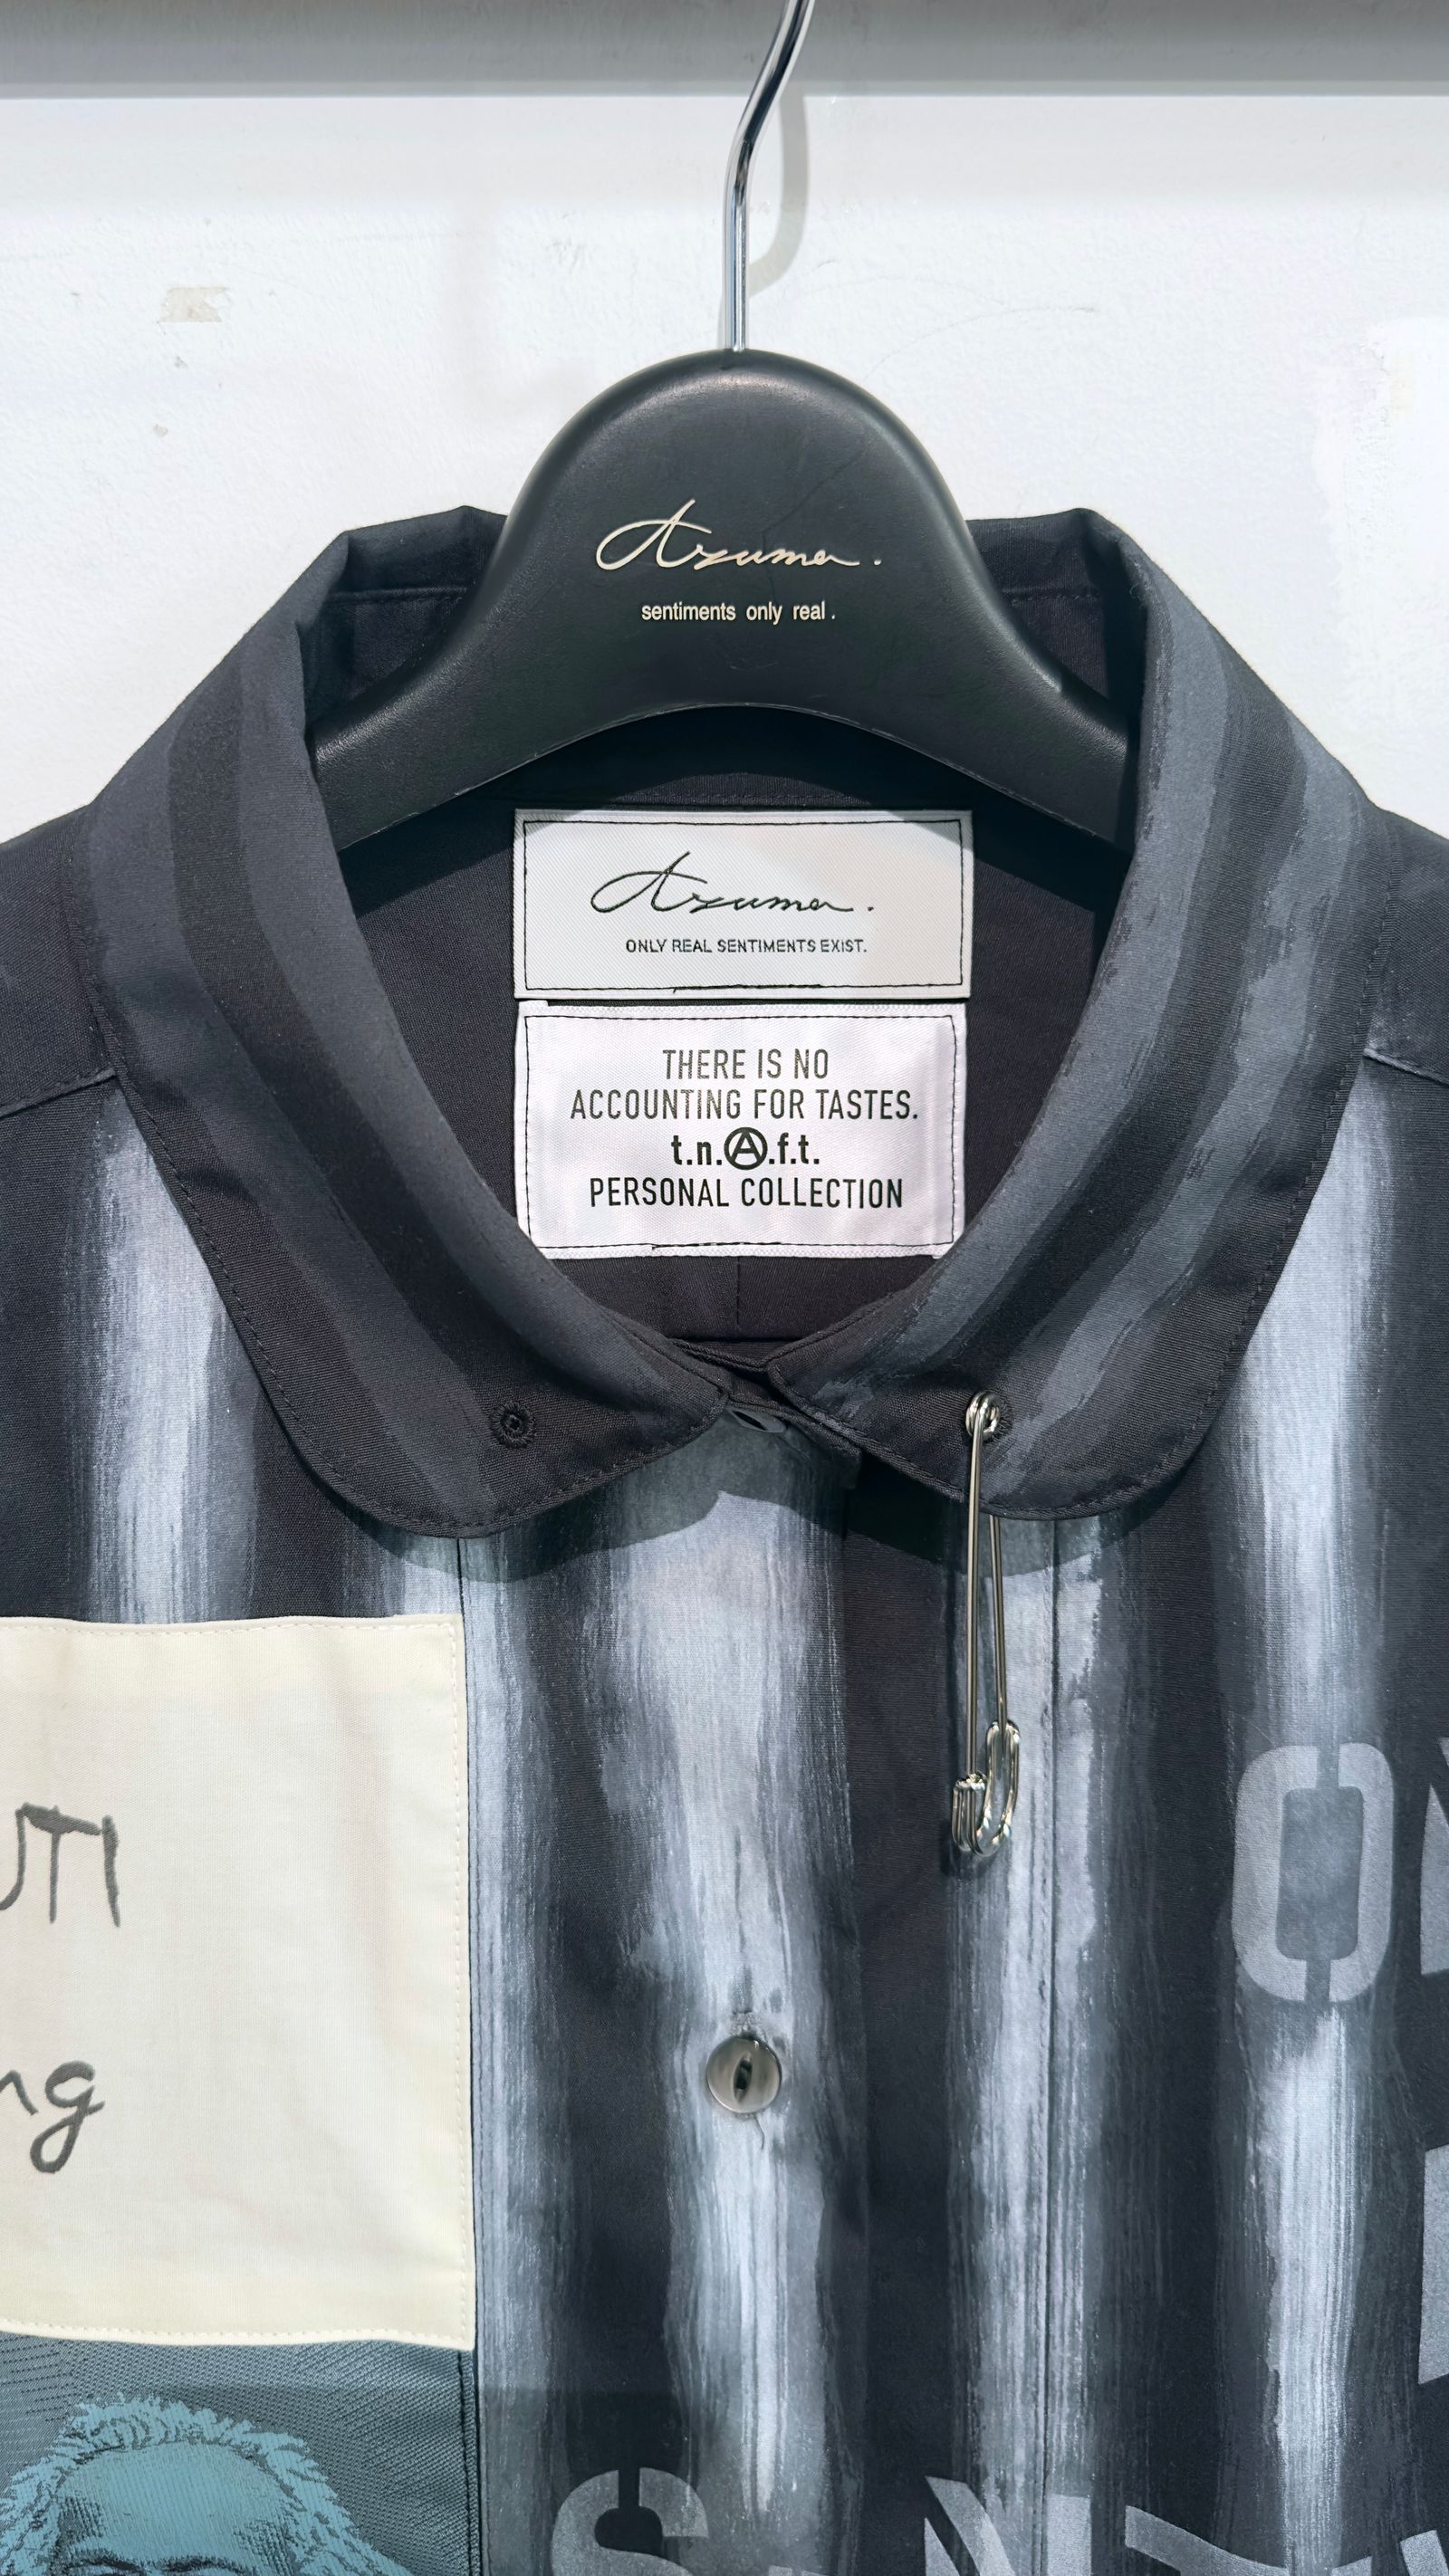 Azuma.
sentiments only real.
Azuma.
ONLY REAL SENTIMENTS EXIST.
THERE IS NO
ACCOUNTING FOR TASTES.
t.n.Ⓐ.f.t.
PERSONAL COLLECTION